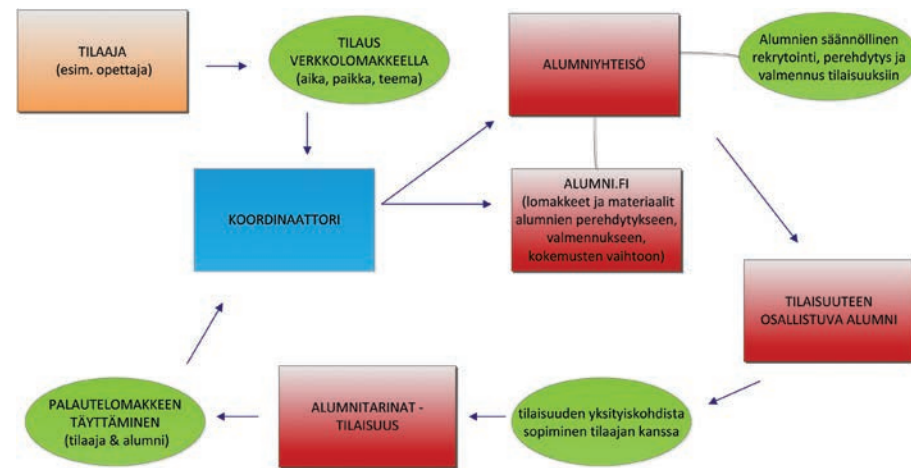 TILAAJA
(esim. opettaja)
TILAUS
VERKKOLOMAKKEELLA
(aika, paikka, teema)
ALUMNIYHTEISÖ
Alumnien säännöllinen
rekrytointi, perehdytys ja
valmennus tilaisuuksiin
KOORDINAATTORI
ALUMNI.FI
(lomakkeet ja materiaalit
alumnien perehdytykseen,
valmennukseen,
kokemusten vaihtoon)
TILAISUUTEEN
OSALLISTUVA ALUMNI
tilaisuuden yksityiskohdista
sopiminen tilaajan kanssa
ALUMNITARINAT -
TILAISUUS
PALAUTELOMAKKEEN
TÄYTTÄMINEN
(tilaaja & alumni)